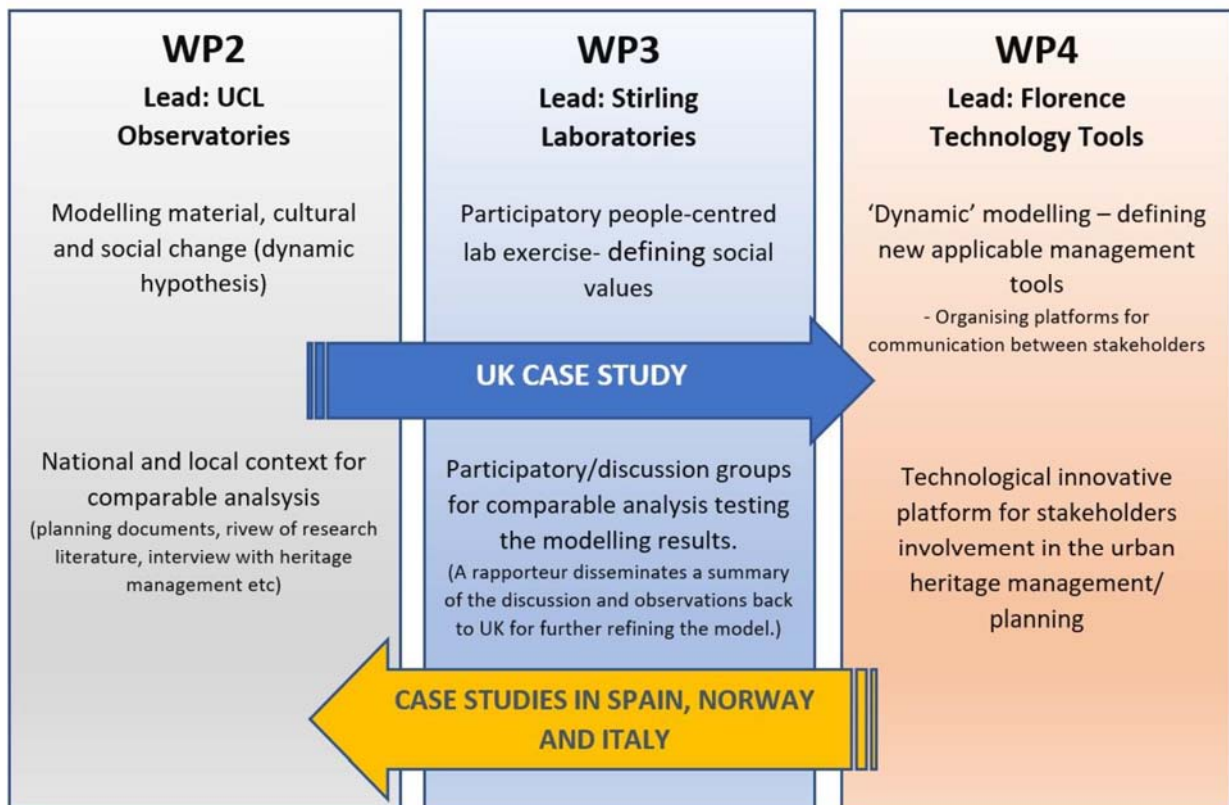 WP2
Lead: UCL
Observatories
Modelling material, cultural
and social change (dynamic
hypothesis)
National and local context for
comparable analsysis
(planning documents, rivew of research
literature, interview with heritage
management etc)
WP3
Lead: Stirling
Laboratories
Participatory people-centred
lab exercise- defining social
values
UK CASE STUDY
Participatory/discussion groups
for comparable analysis testing
the modelling results.
(A rapporteur disseminates a summary
of the discussion and observations back
to UK for further refining the model.)
CASE STUDIES IN SPAIN, NORWAY
AND ITALY
WP4
Lead: Florence
Technology Tools
‘Dynamic’ modelling – defining
new applicable management
tools
- Organising platforms for
communication between stakeholders
Technological innovative
platform for stakeholders
involvement in the urban
heritage management/
planning